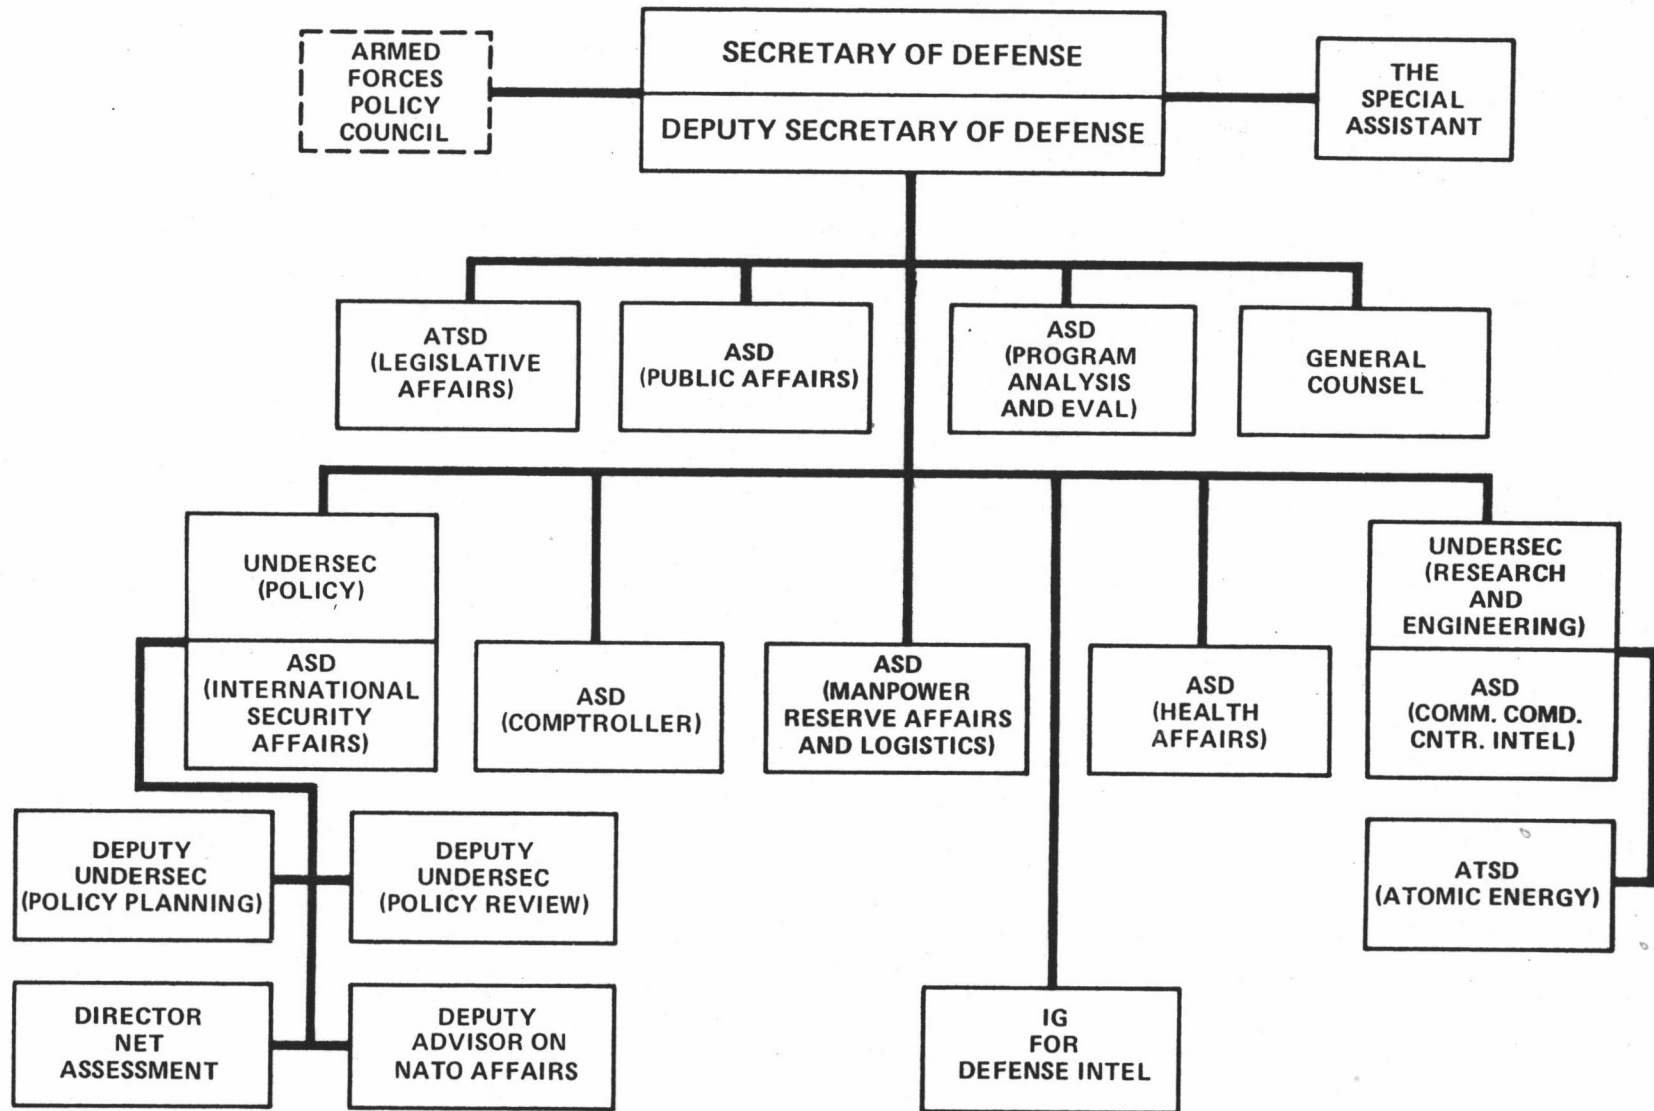 ARMED
FORCES
POLICY
COUNCIL
SECRETARY OF DEFENSE
DEPUTY SECRETARY OF DEFENSE
THE
SPECIAL
ASSISTANT
ATSD
(LEGISLATIVE
AFFAIRS)
ASD
(PUBLIC AFFAIRS)
ASD
(PROGRAM
ANALYSIS
AND EVAL)
GENERAL
COUNSEL
UNDERSEC
(POLICY)
ASD
(INTERNATIONAL
SECURITY
AFFAIRS)
ASD
(COMPTROLLER)
ASD
(MANPOWER
RESERVE AFFAIRS
AND LOGISTICS)
ASD
(HEALTH
AFFAIRS)
UNDERSEC
(RESEARCH
AND
ENGINEERING)
ASD
(COMM. COMD.
CNTR. INTEL)
DEPUTY
UNDERSEC
(POLICY PLANNING)
DEPUTY
UNDERSEC
(POLICY REVIEW)
ATSD
(ATOMIC ENERGY)
DIRECTOR
NET
ASSESSMENT
DEPUTY
ADVISOR ON
NATO AFFAIRS
IG
FOR
DEFENSE INTEL